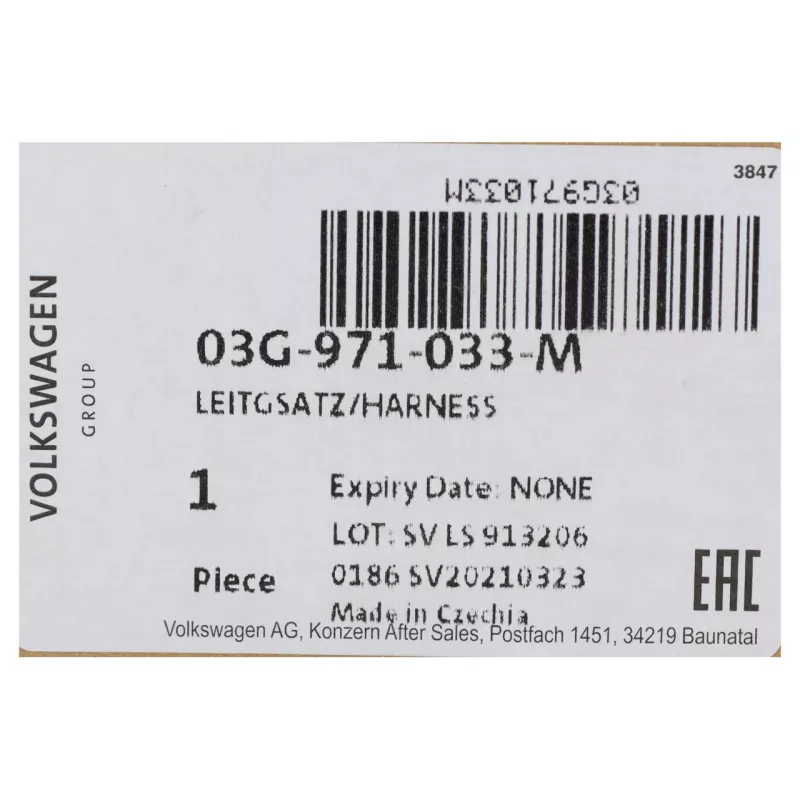 3847
03G971033M
VOLKSWAGEN
GROUP
03G-971-033-M
LEITGSATZ/HARNESS
1
Piece
Expiry Date: NONE
LOT: SV LS 913206
0186 SV20210323
Made in Czechia
EAC
Volkswagen AG, Konzern After Sales, Postfach 1451, 34219 Baunatal